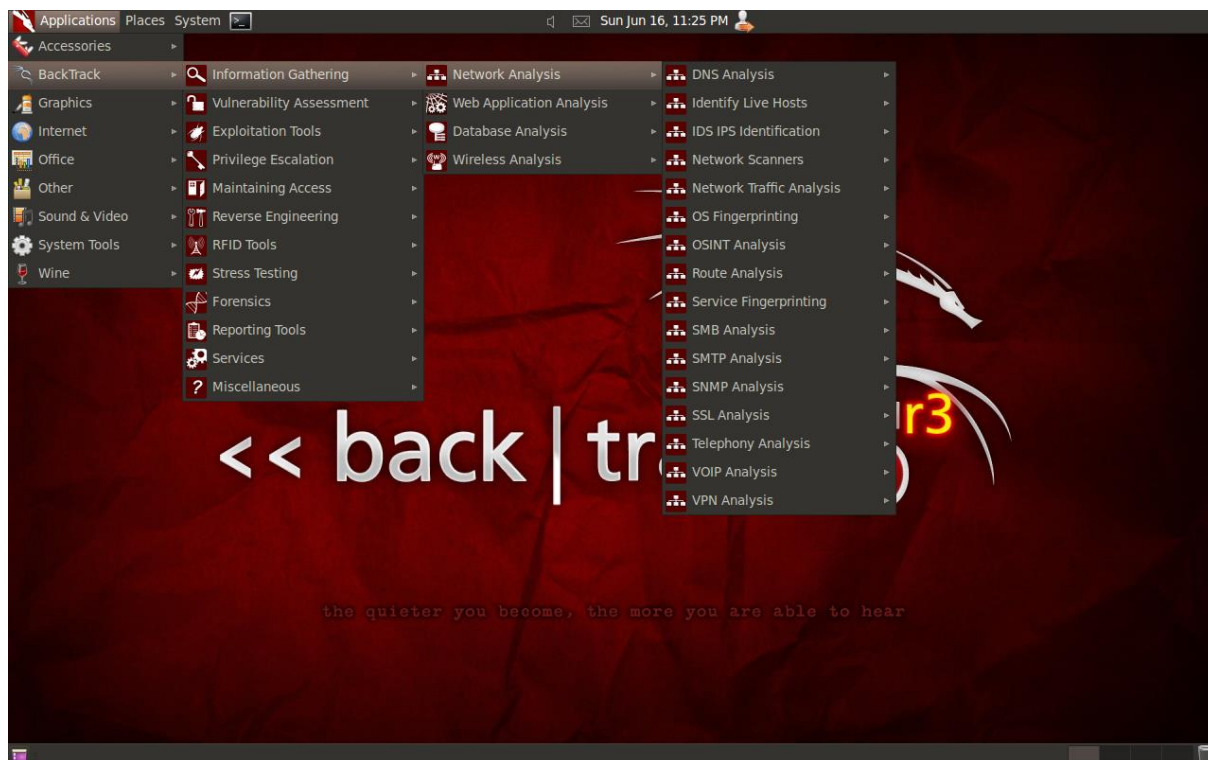 Applications Places System Sun Jun 16, 11:25 PM
Accessories
BackTrack
Graphics
Internet
Office
Other
Sound & Video
System Tools
Wine
Information Gathering
Vulnerability Assessment
Exploitation Tools
Privilege Escalation
Maintaining Access
Reverse Engineering
RFID Tools
Stress Testing
Forensics
Reporting Tools
Services
Miscellaneous
Network Analysis
Web Application Analysis
Database Analysis
Wireless Analysis
DNS Analysis
Identify Live Hosts
IDS IPS Identification
Network Scanners
Network Traffic Analysis
OS Fingerprinting
OSINT Analysis
Route Analysis
Service Fingerprinting
SMB Analysis
SMTP Analysis
SNMP Analysis
SSL Analysis
Telephony Analysis
VOIP Analysis
VPN Analysis
<< back | tr r3
the quieter you become, the more you are able to hear